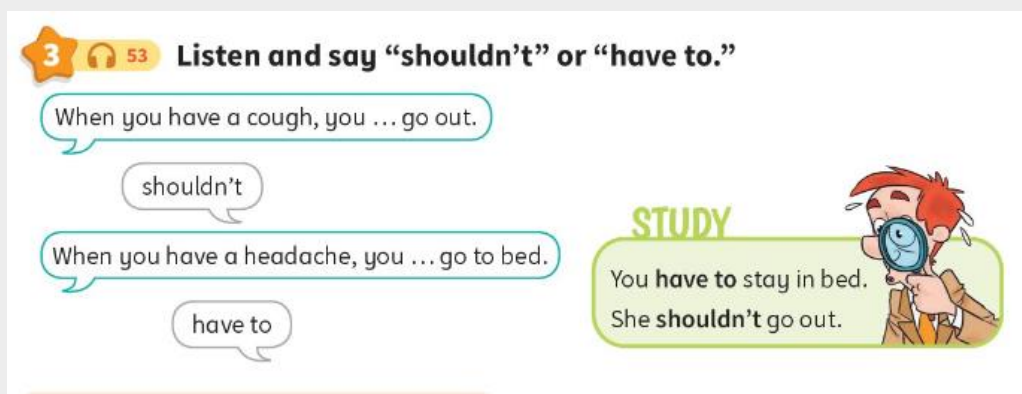 3 53 Listen and say “shouldn’t” or “have to.”
When you have a cough, you ... go out.
shouldn’t
When you have a headache, you ... go to bed.
have to
STUDY
You have to stay in bed.
She shouldn’t go out.